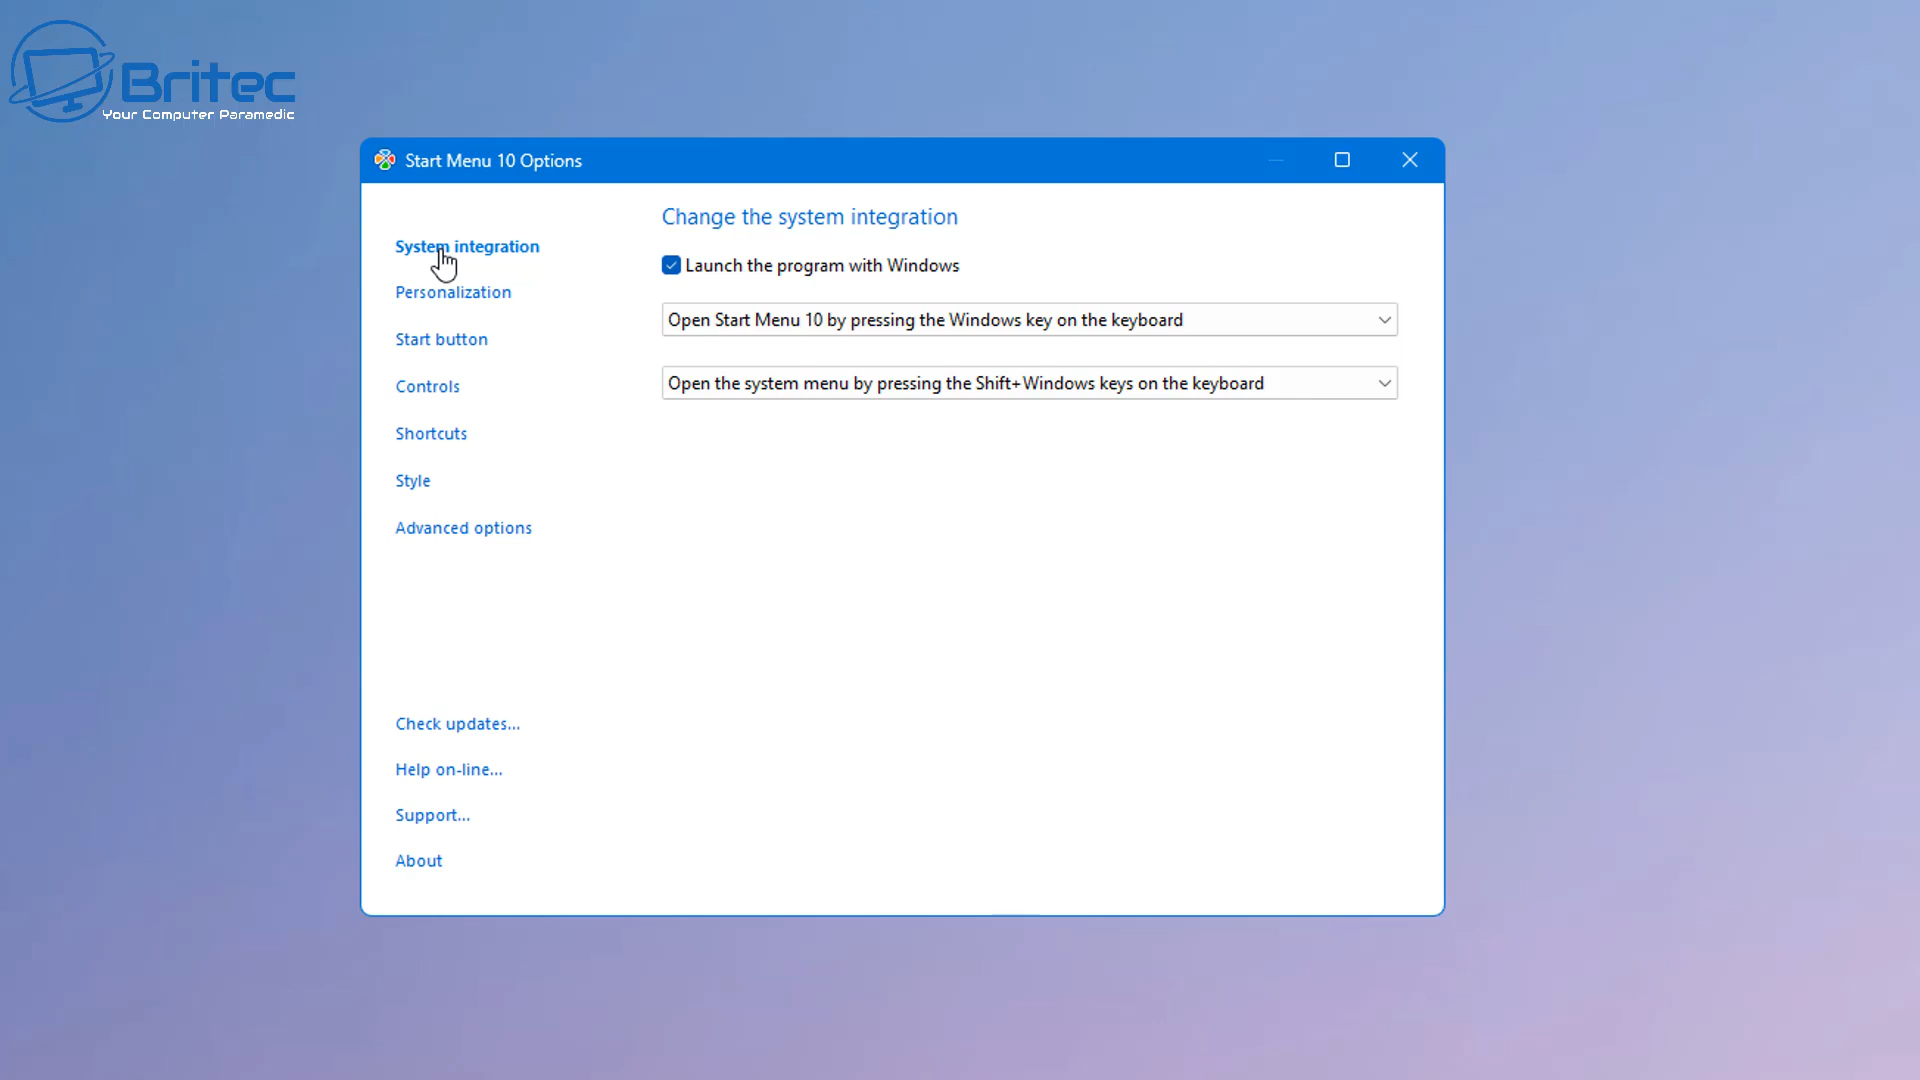 Britec
Your Computer Paramedic
Start Menu 10 Options
System integration
Personalization
Start button
Controls
Shortcuts
Style
Advanced options
Check updates...
Help on-line...
Support...
About
Change the system integration
Launch the program with Windows
Open Start Menu 10 by pressing the Windows key on the keyboard
Open the system menu by pressing the Shift+Windows keys on the keyboard